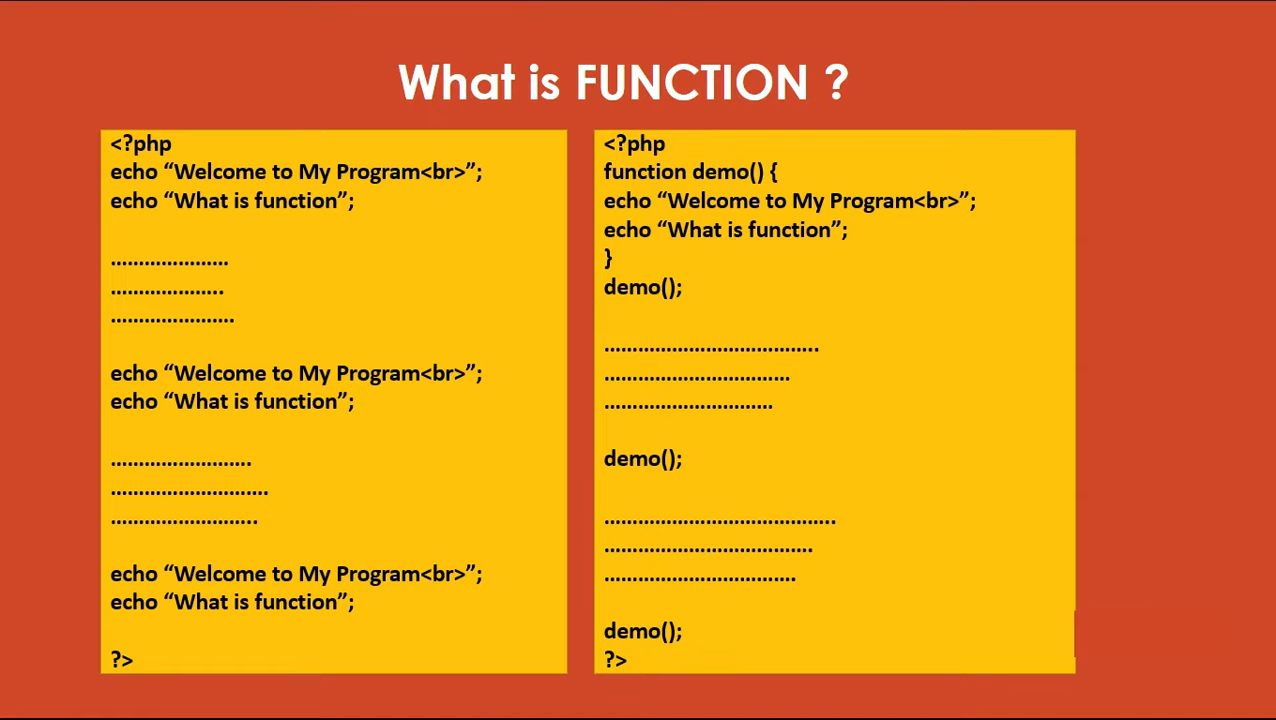 What is FUNCTION ?
<?php
echo “Welcome to My Program<br>”;
echo “What is function”;
.....................
....................
......................
echo “Welcome to My Program<br>”;
echo “What is function”;
.........................
............................
..........................
echo “Welcome to My Program<br>”;
echo “What is function”;
?>
<?php
function demo() {
echo “Welcome to My Program<br>”;
echo “What is function”;
}
demo();
......................................
.................................
..............................
demo();
.........................................
.....................................
..................................
demo();
?>